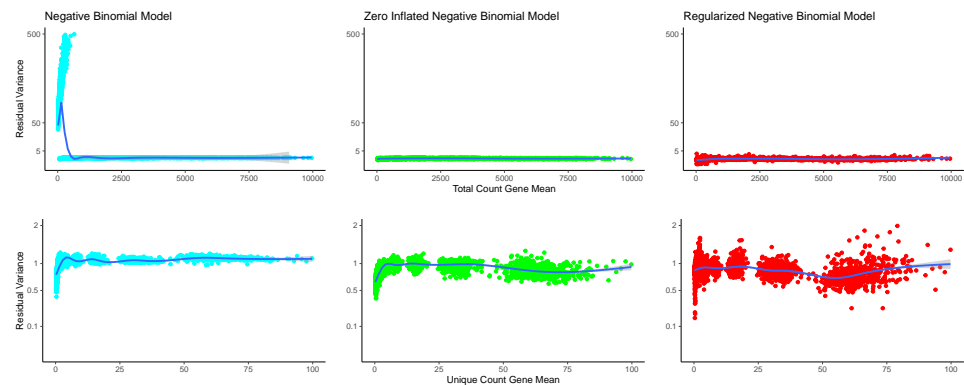 Negative Binomial Model
Zero Inflated Negative Binomial Model
Regularized Negative Binomial Model
Residual Variance
500
50
5
0 2500 5000 7500 10000
500
50
5
0 2500 5000 7500 10000
Total Count Gene Mean
500
50
5
0 2500 5000 7500 10000
Residual Variance
2
1
0.5
0.1
0 25 50 75 100
2
1
0.5
0.1
0 25 50 75 100
Unique Count Gene Mean
2
1
0.5
0.1
0 25 50 75 100